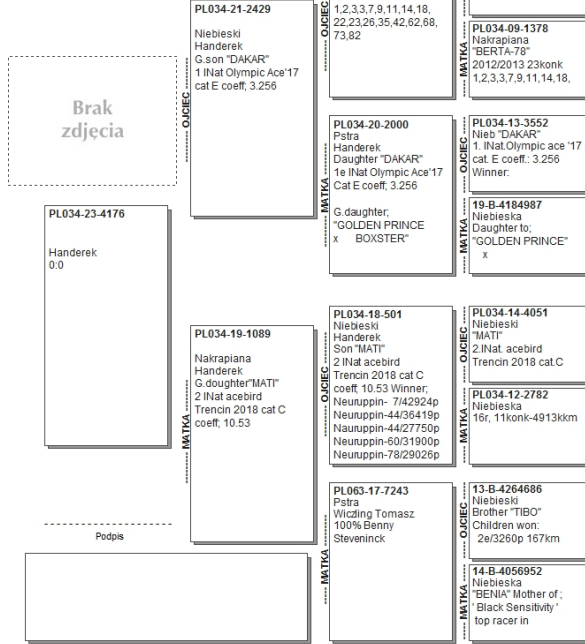 Brak
zdjęcia
PL034-23-4176
Handerek
0:0
Podpis
OJCIEC
PL034-21-2429
Niebieski
Handerek
G.son "DAKAR"
1 INat Olympic Ace'17
cat E coeff; 3.256
MATKA
PL034-19-1089
Nakrapiana
Handerek
G.doughter"MATI"
2 INat acebird
Trencin 2018 cat C
coeff; 10.53
OJCIEC
1,2,3,3,7,9,11,14,18,
22,23,26,35,42,62,68,
73,82
MATKA
PL034-20-2000
Pstra
Handerek
Daughter "DAKAR"
1e INat Olympic Ace'17
Cat E coeff; 3.256
G.daughter;
"GOLDEN PRINCE
x BOXSTER"
OJCIEC
PL034-18-501
Niebieski
Handerek
Son "MATI"
2 INat acebird
Trencin 2018 cat C
coeff; 10.53 Winner;
Neuruppin- 7/42924p
Neuruppin-44/36419p
Neuruppin-44/27750p
Neuruppin-60/31900p
Neuruppin-78/29026p
MATKA
PL063-17-7243
Pstra
Wiczling Tomasz
100% Benny
Steveninck
MATKA
PL034-09-1378
Nakrapiana
"BERTA-78"
2012/2013 23konk
1,2,3,3,7,9,11,14,18,
OJCIEC
PL034-13-3552
Nieb "DAKAR"
1. INat.Olympic ace '17
cat. E coeff.: 3.256
Winner:
MATKA
19-B-4184987
Niebieska
Daughter to;
"GOLDEN PRINCE"
x
OJCIEC
PL034-14-4051
Niebieski
"MATI"
2.INat. acebird
Trencin 2018 cat.C
MATKA
PL034-12-2782
Niebieska
16r, 11konk-4913kkm
OJCIEC
13-B-4264686
Niebieski
Brother "TIBO"
Children won:
2e/3260p 167km
MATKA
14-B-4056952
Niebieska
"BENIA" Mother of ;
' Black Sensitivity '
top racer in